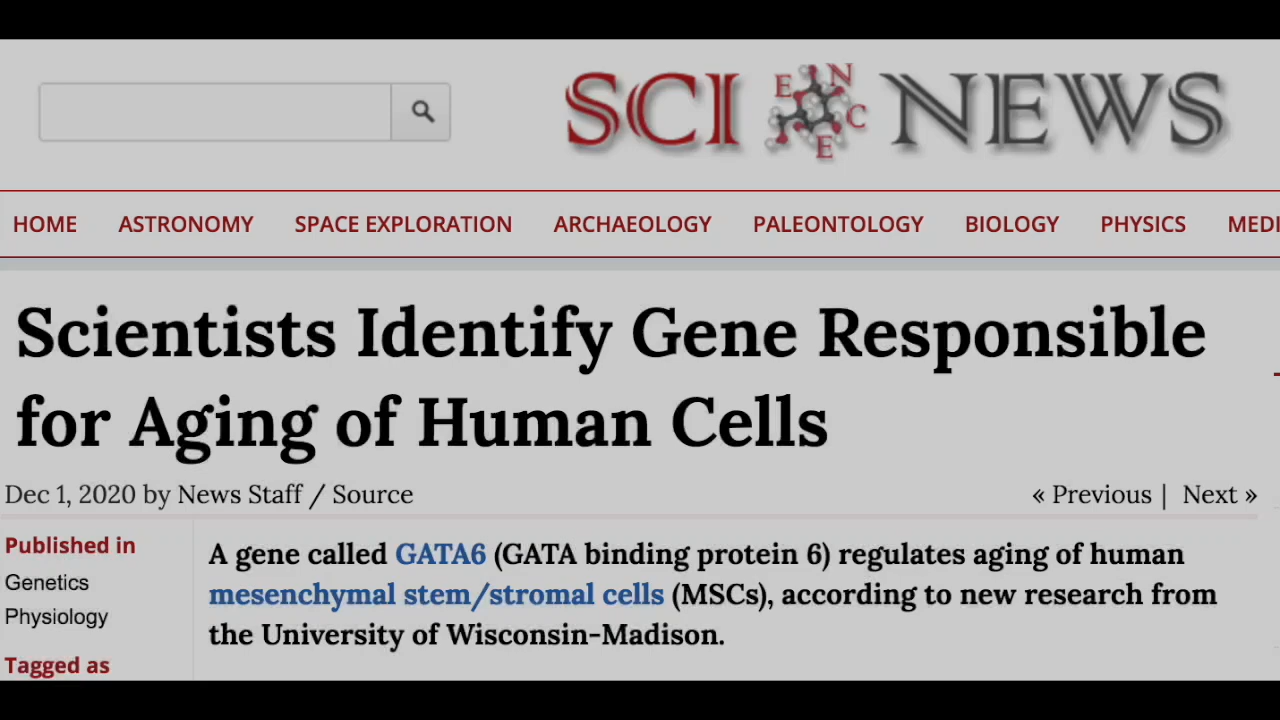 SCI ENCE NEWS
HOME ASTRONOMY SPACE EXPLORATION ARCHAEOLOGY PALEONTOLOGY BIOLOGY PHYSICS MEDI
Scientists Identify Gene Responsible
for Aging of Human Cells
Dec 1, 2020 by News Staff / Source
« Previous | Next »
Published in
Genetics
Physiology
Tagged as
A gene called GATA6 (GATA binding protein 6) regulates aging of human
mesenchymal stem/stromal cells (MSCs), according to new research from
the University of Wisconsin-Madison.